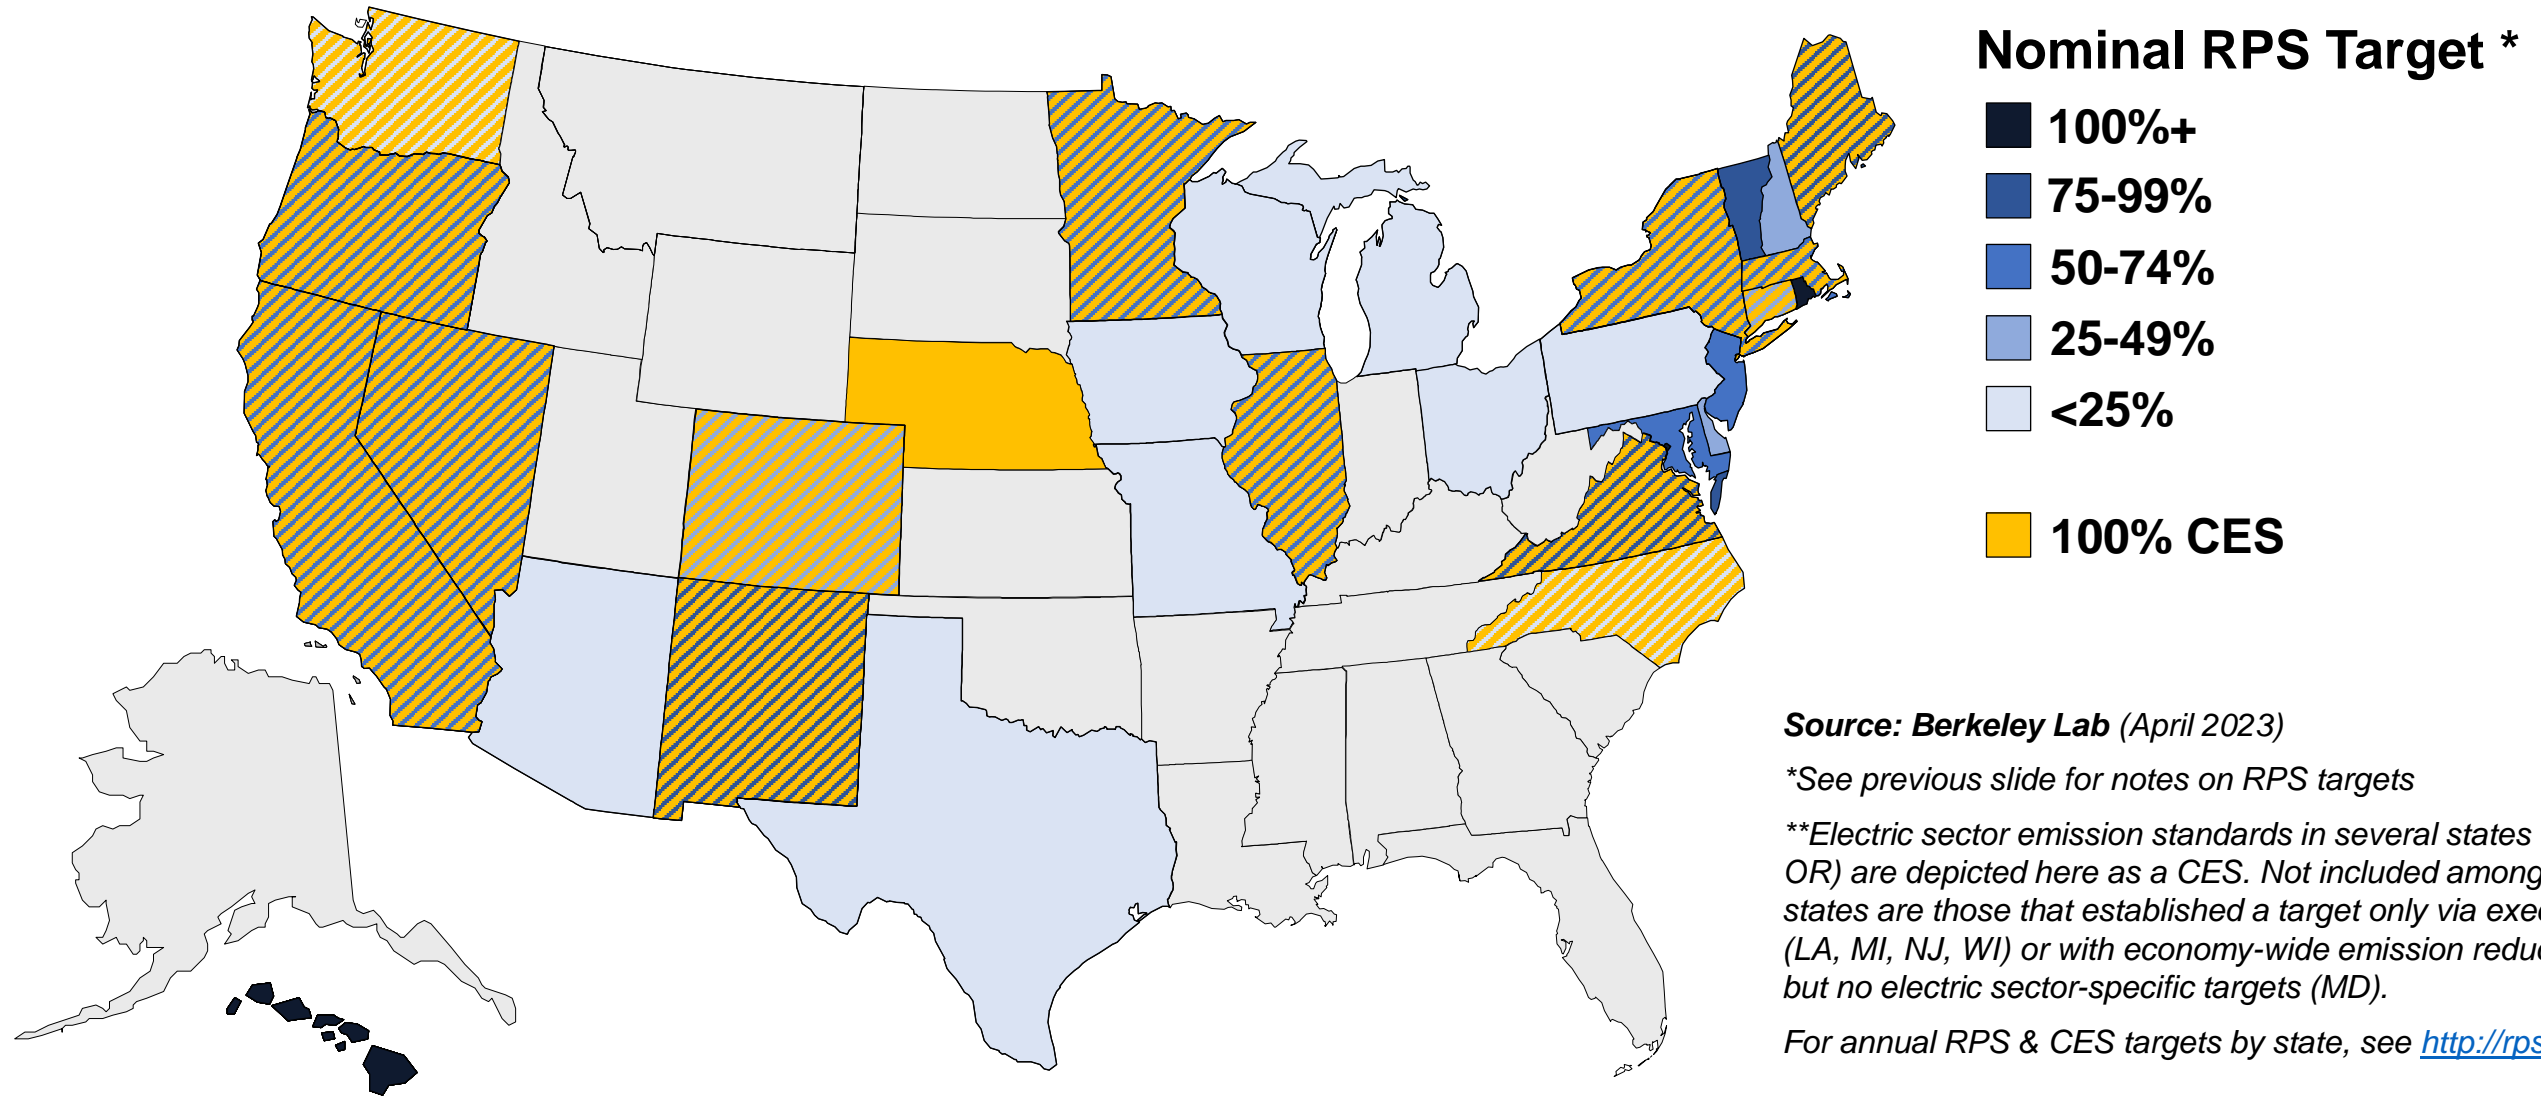 Nominal RPS Target *
100%+
75-99%
50-74%
25-49%
<25%
100% CES
Source: Berkeley Lab (April 2023)
*See previous slide for notes on RPS targets
**Electric sector emission standards in several states
OR) are depicted here as a CES. Not included among
states are those that established a target only via
(LA, MI, NJ, WI) or with economy-wide emission
but no electric sector-specific targets (MD).
For annual RPS & CES targets by state, see http://rps